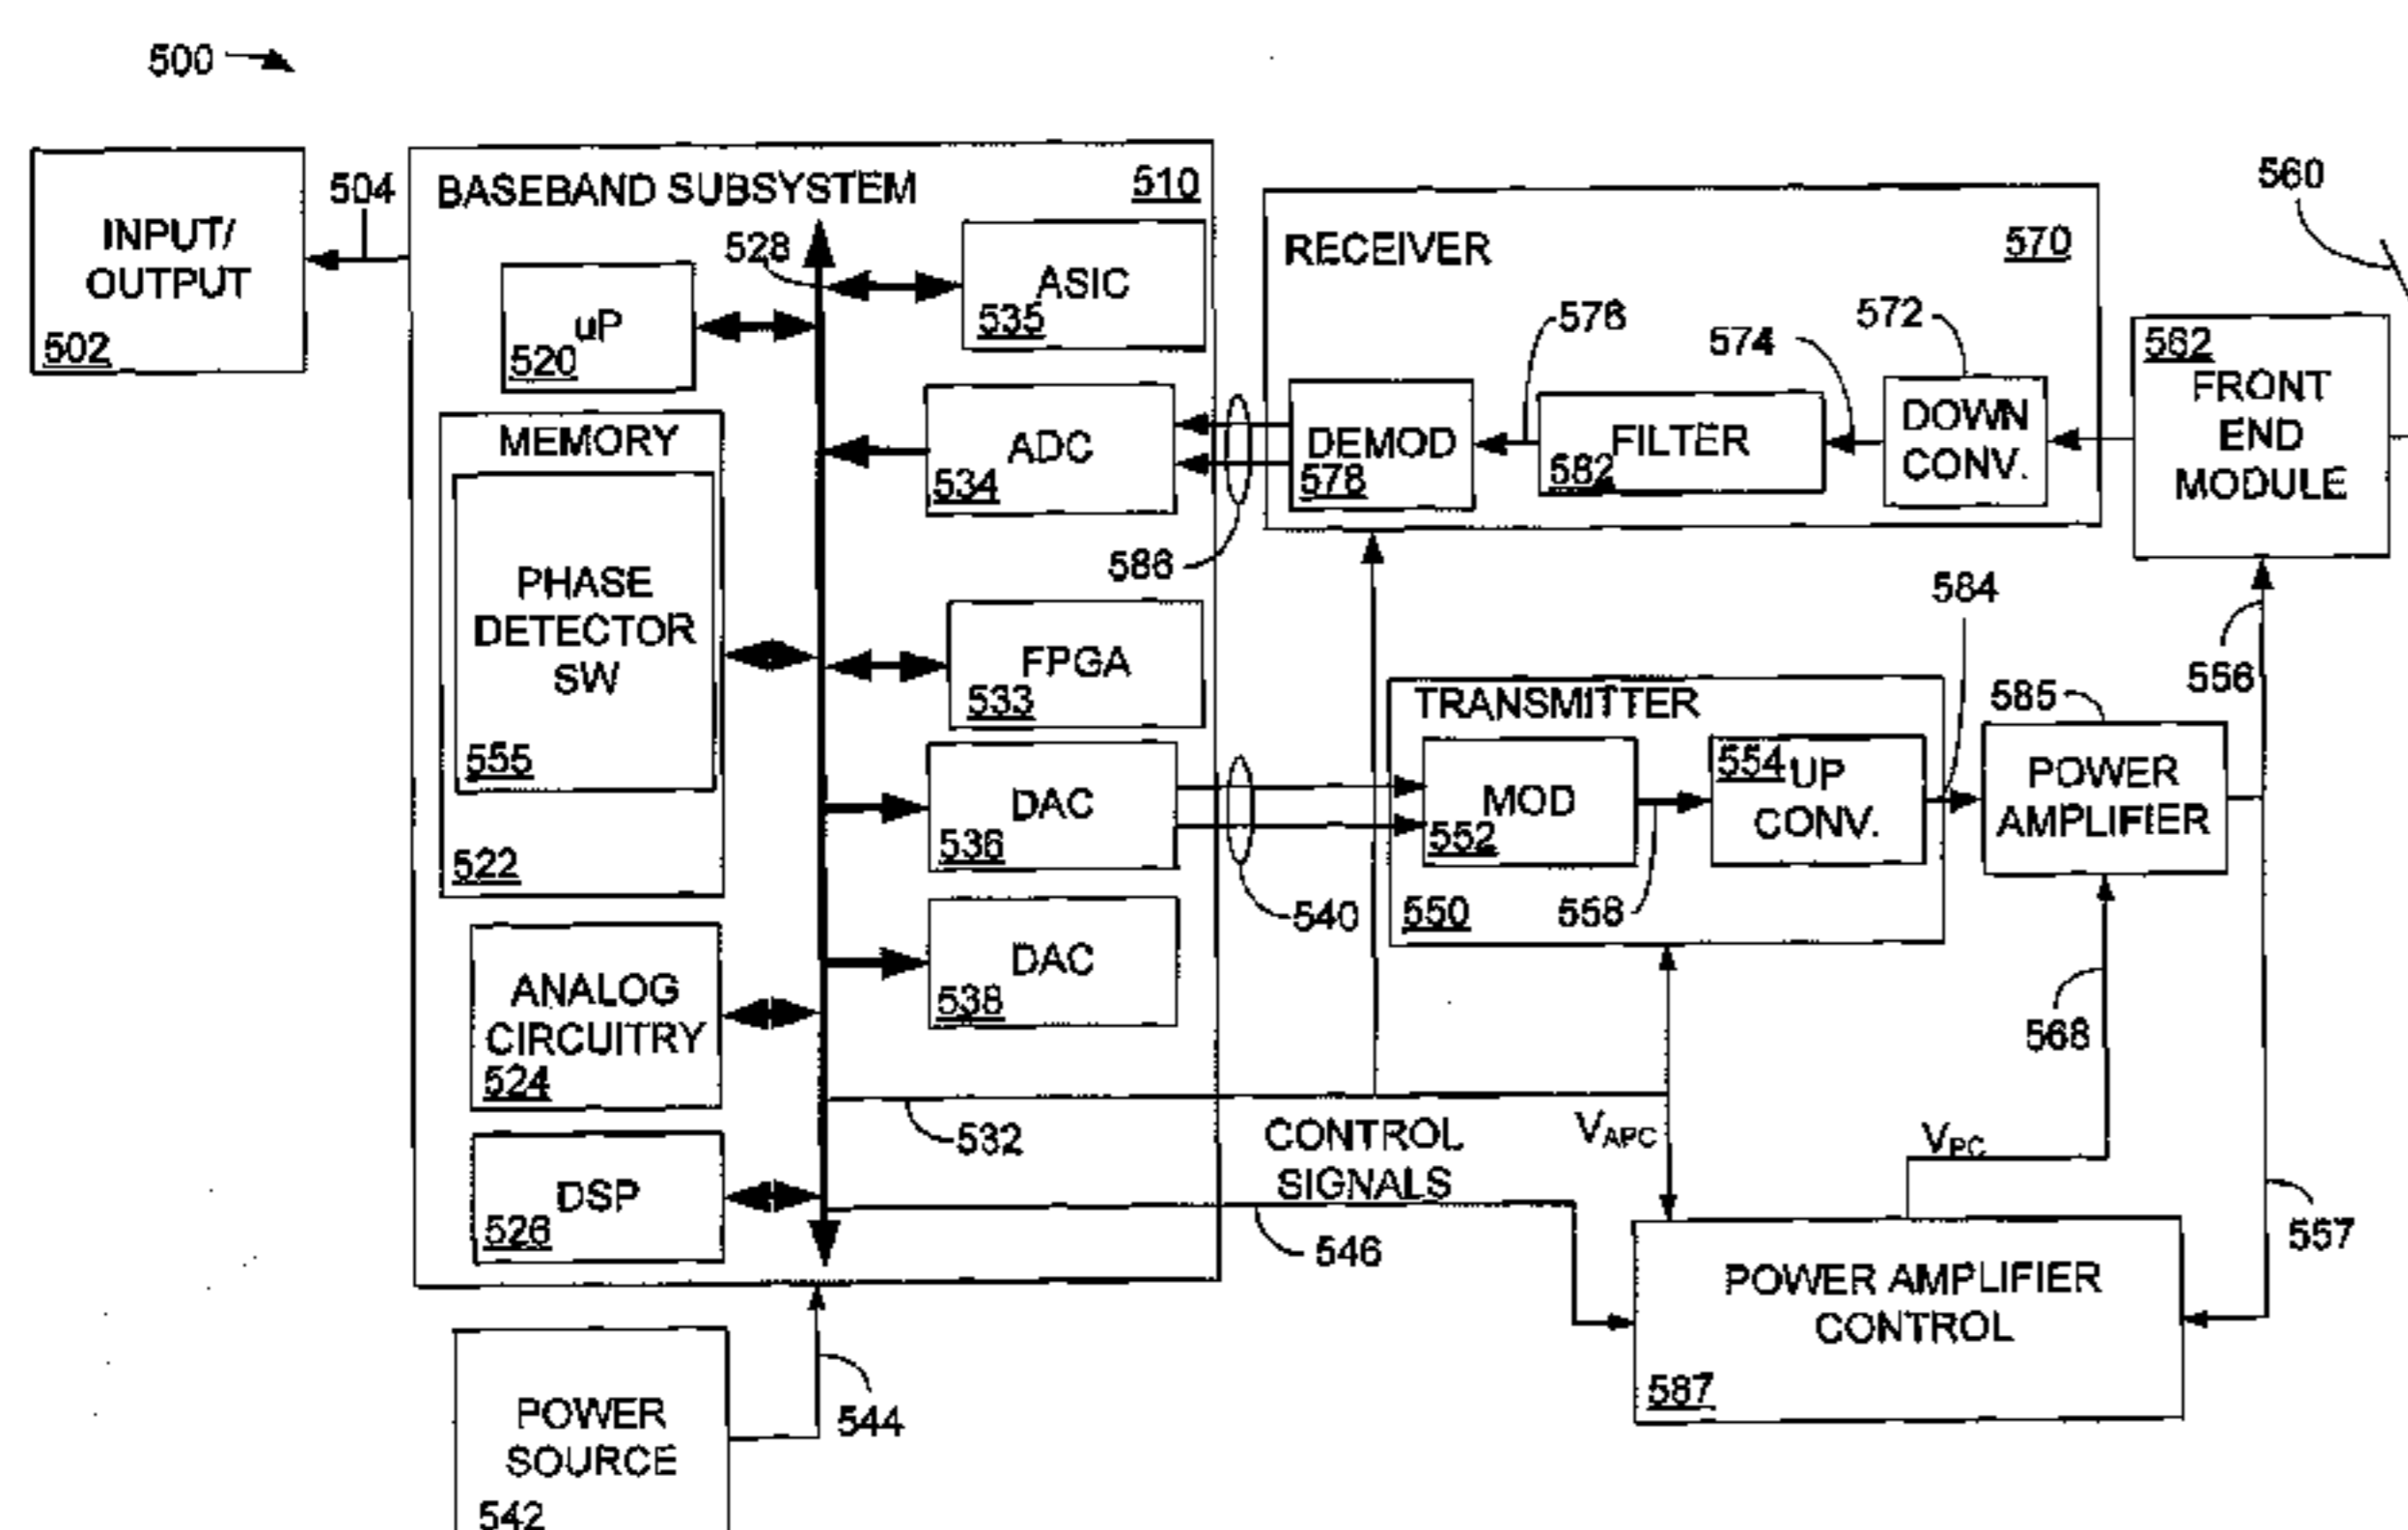 500
INPUT/
OUTPUT
502
504
BASEBAND SUBSYSTEM
510
528
uP
520
ASIC
535
MEMORY
PHASE
DETECTOR
SW
555
522
ADC
534
586
FPGA
533
DAC
536
540
DAC
538
ANALOG
CIRCUITRY
524
DSP
526
532
CONTROL
SIGNALS
546
POWER
SOURCE
542
544
RECEIVER
570
576
574
572
DEMOD
578
FILTER
582
DOWN
CONV.
560
562
FRONT
END
MODULE
584
556
TRANSMITTER
MOD
552
554
UP
CONV.
550
558
585
POWER
AMPLIFIER
568
VAPC
VPC
557
POWER AMPLIFIER
CONTROL
587